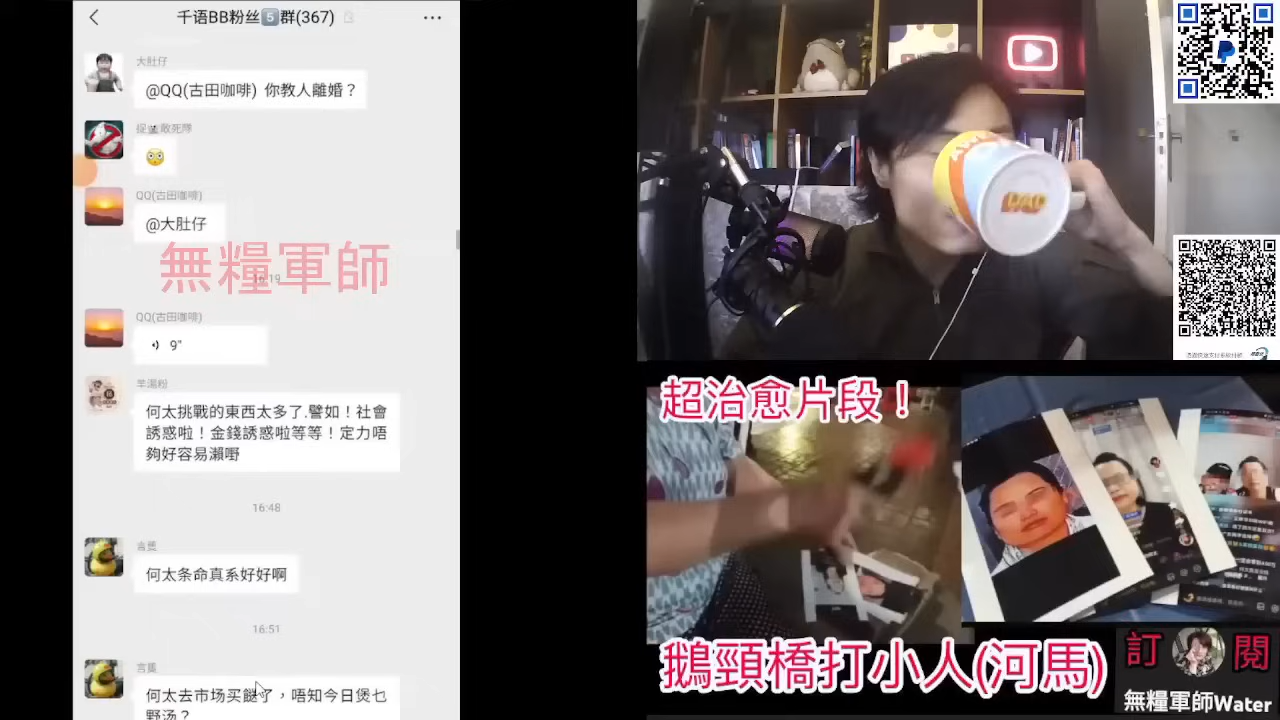 千语BB粉丝5群(367)
大肚仔
@QQ(古田咖啡) 你教人離婚？
QQ(古田咖啡)
@大肚仔
無糧軍師
16:19
QQ(古田咖啡)
9"
何太挑戰的東西太多了.譬如！社會
誘惑啦！金錢誘惑啦等等！定力唔
夠好容易瀨嘢
16:48
何太条命真系好好啊
16:51
何太去市场买餸了，唔知今日煲乜
野汤？
DAD
超治愈片段！
鵝頸橋打小人(河馬)
訂 閱
無糧軍師Water